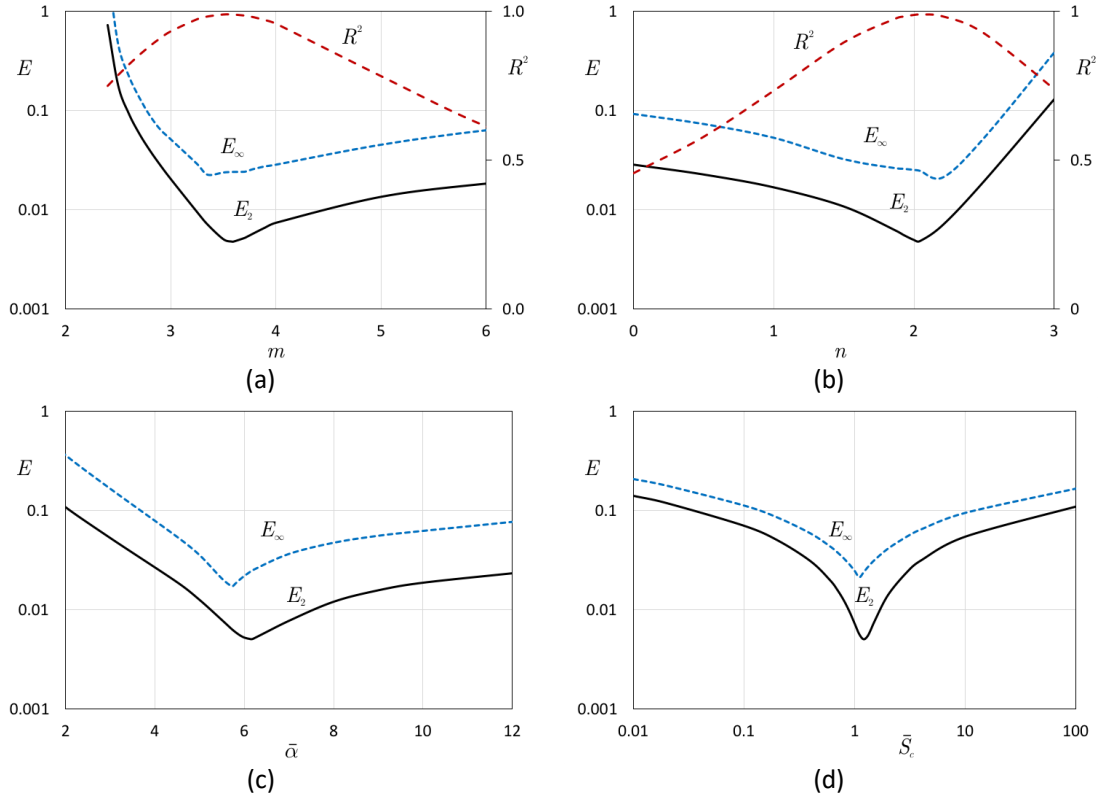 1 1.0 1 1
E R² E R²
R² R²
0.1 0.1
E∞ E∞
0.5 0.5
0.01 E₂ 0.01 E₂
0.001 0.0 0.001 0
2 3 4 5 6 0 1 2 3
m n
(a) (b)
1 1
E E
0.1 0.1
E∞ E∞
0.01 E₂ 0.01 E₂
0.001 0.001
2 4 6 8 10 12 0.01 0.1 1 10 100
ᾱ S̄c
(c) (d)